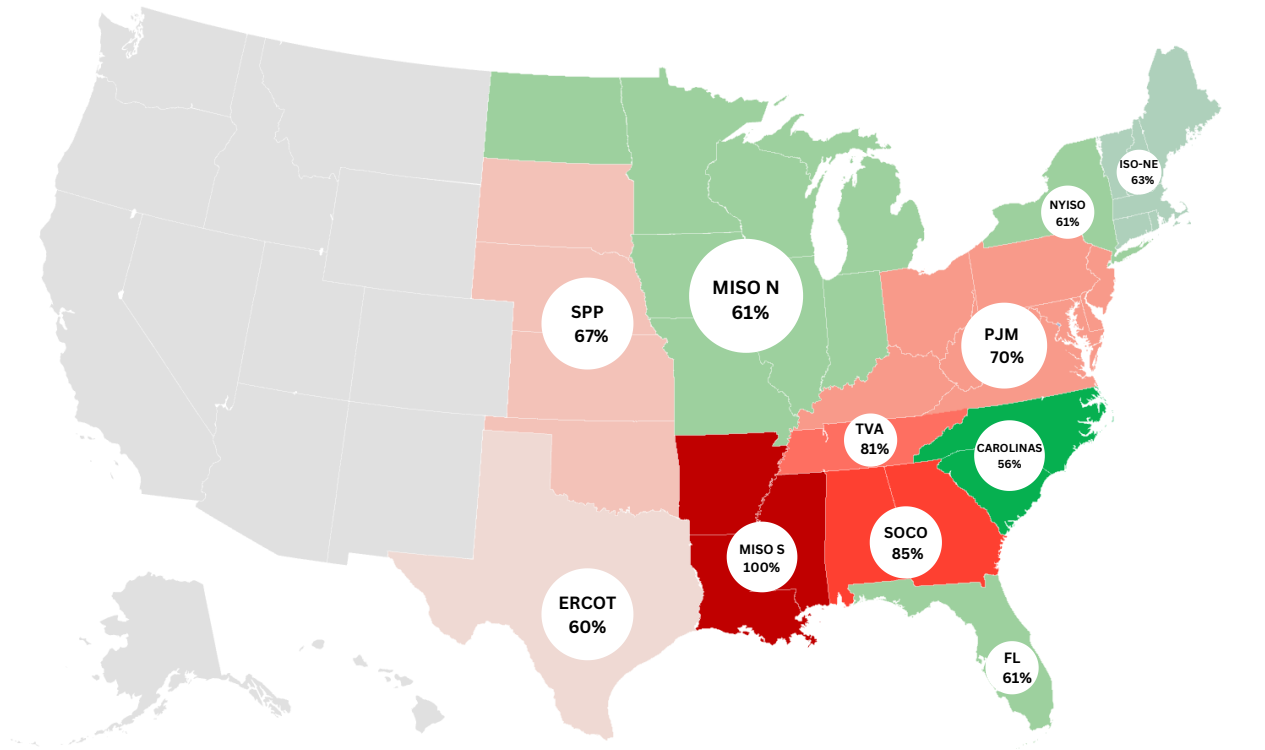 ISO-NE
63%
NYISO
61%
MISO N
61%
SPP
67%
PJM
70%
TVA
81%
CAROLINAS
56%
SOCO
85%
MISO S
100%
ERCOT
60%
FL
61%